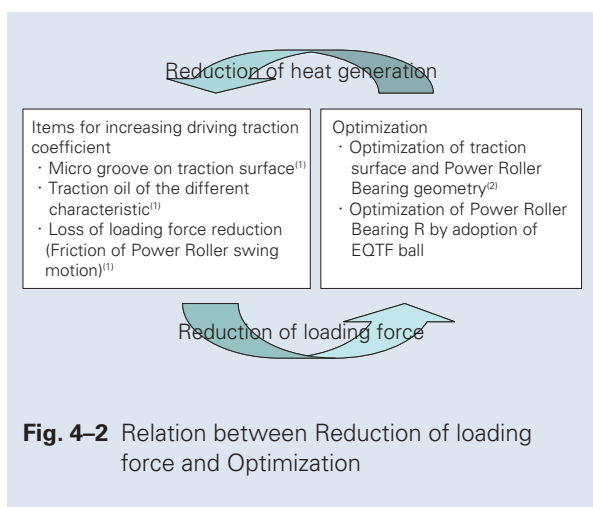 Reduction of heat generation
Items for increasing driving traction
coefficient
· Micro groove on traction surface(1)
· Traction oil of the different
characteristic(1)
· Loss of loading force reduction
(Friction of Power Roller swing
motion)(1)
Optimization
· Optimization of traction
surface and Power Roller
Bearing geometry(2)
· Optimization of Power Roller
Bearing R by adoption of
EQTF ball
Reduction of loading force
Fig. 4–2 Relation between Reduction of loading
force and Optimization